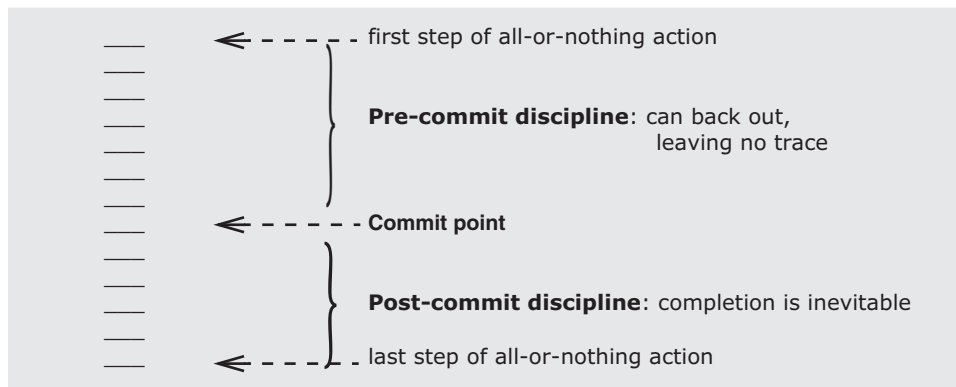 first step of all-or-nothing action
Pre-commit discipline: can back out,
leaving no trace
Commit point
Post-commit discipline: completion is inevitable
last step of all-or-nothing action